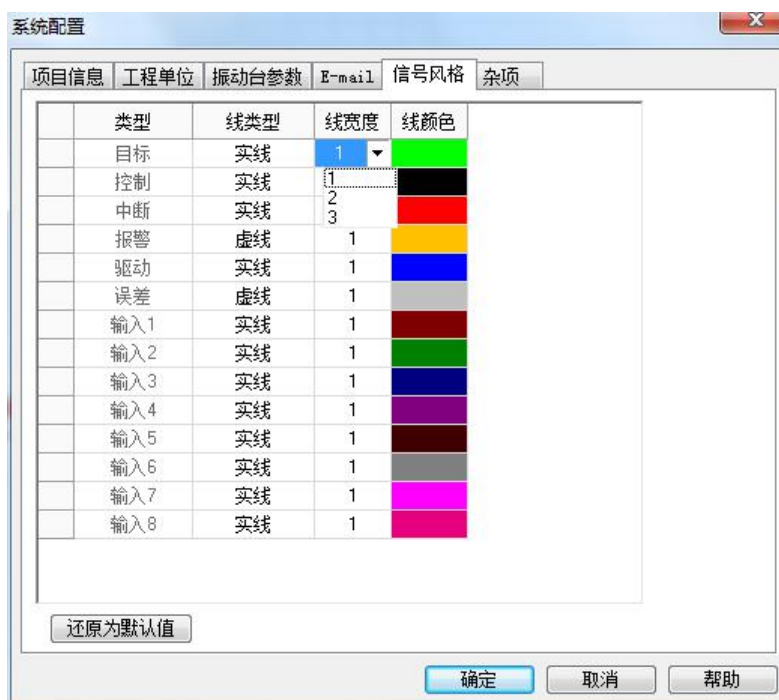 系统配置
项目信息 工程单位 振动台参数 E-mail 信号风格 杂项
类型 线类型 线宽度 线颜色
目标 实线 1
控制 实线 1
中断 实线 2
3
报警 虚线 1
驱动 实线 1
误差 虚线 1
输入1 实线 1
输入2 实线 1
输入3 实线 1
输入4 实线 1
输入5 实线 1
输入6 实线 1
输入7 实线 1
输入8 实线 1
还原为默认值
确定 取消 帮助